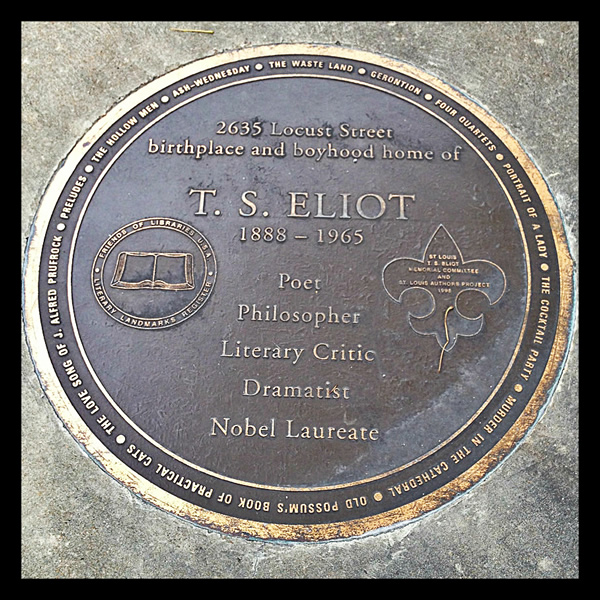 THE LOVE SONG OF J. ALFRED PRUFROCK • PRELUDES • THE HOLLOW MEN • ASH-WEDNESDAY • THE WASTE LAND • GERONTION • FOUR QUARTETS • PORTRAIT OF A LADY • THE COCKTAIL PARTY • MURDER IN THE CATHEDRAL • OLD POSSUM'S BOOK OF PRACTICAL CATS •
2635 Locust Street
birthplace and boyhood home of
T. S. ELIOT
1888 – 1965
Poet
Philosopher
Literary Critic
Dramatist
Nobel Laureate
FRIENDS OF LIBRARIES U.S.A.
LITERARY LANDMARKS REGISTER
ST LOUIS
T. S. ELIOT
MEMORIAL COMMITTEE
AND
ST. LOUIS AUTHORS PROJECT